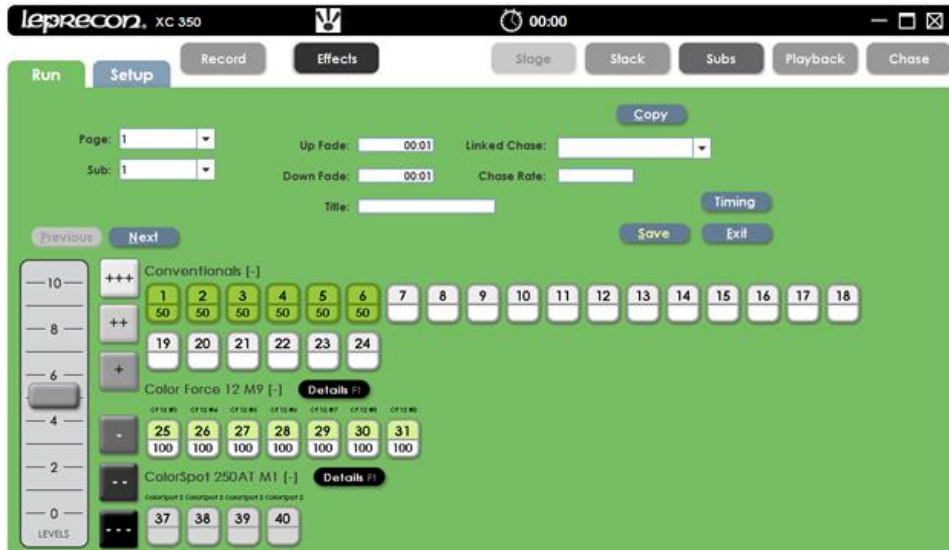 leprecon. XC 350 00:00
Run Setup Record Effects Stage Stack Subs Playback Chase
Copy
Page: 1 Up Fade: 00:01 Linked Chase:
Sub: 1 Down Fade: 00:01 Chase Rate:
Title: Timing
Previous Next Save Exit
10 +++ Conventionals [-]
1 2 3 4 5 6 7 8 9 10 11 12 13 14 15 16 17 18
50 50 50 50 50 50
8 ++
19 20 21 22 23 24
6 +
Color Force 12 M9 [-] Details F1
4 -
25 26 27 28 29 30 31
100 100 100 100 100 100 100
2 --
ColorSpot 250AT M1 [-] Details F1
ColorSpot ColorSpot ColorSpot ColorSpot
37 38 39 40
0 ---
LEVELS